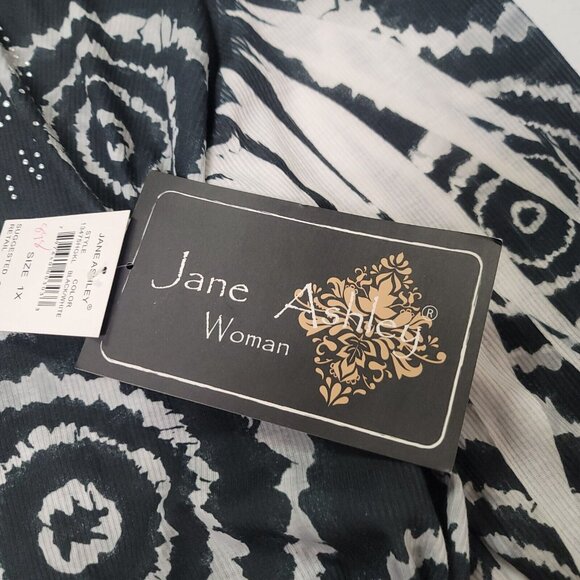 JANE ASHLEY®
STYLE COLOR
BLACK/WHITE
SIZE 1X
SUGGESTED
RETAIL
Jane Ashley®
Woman